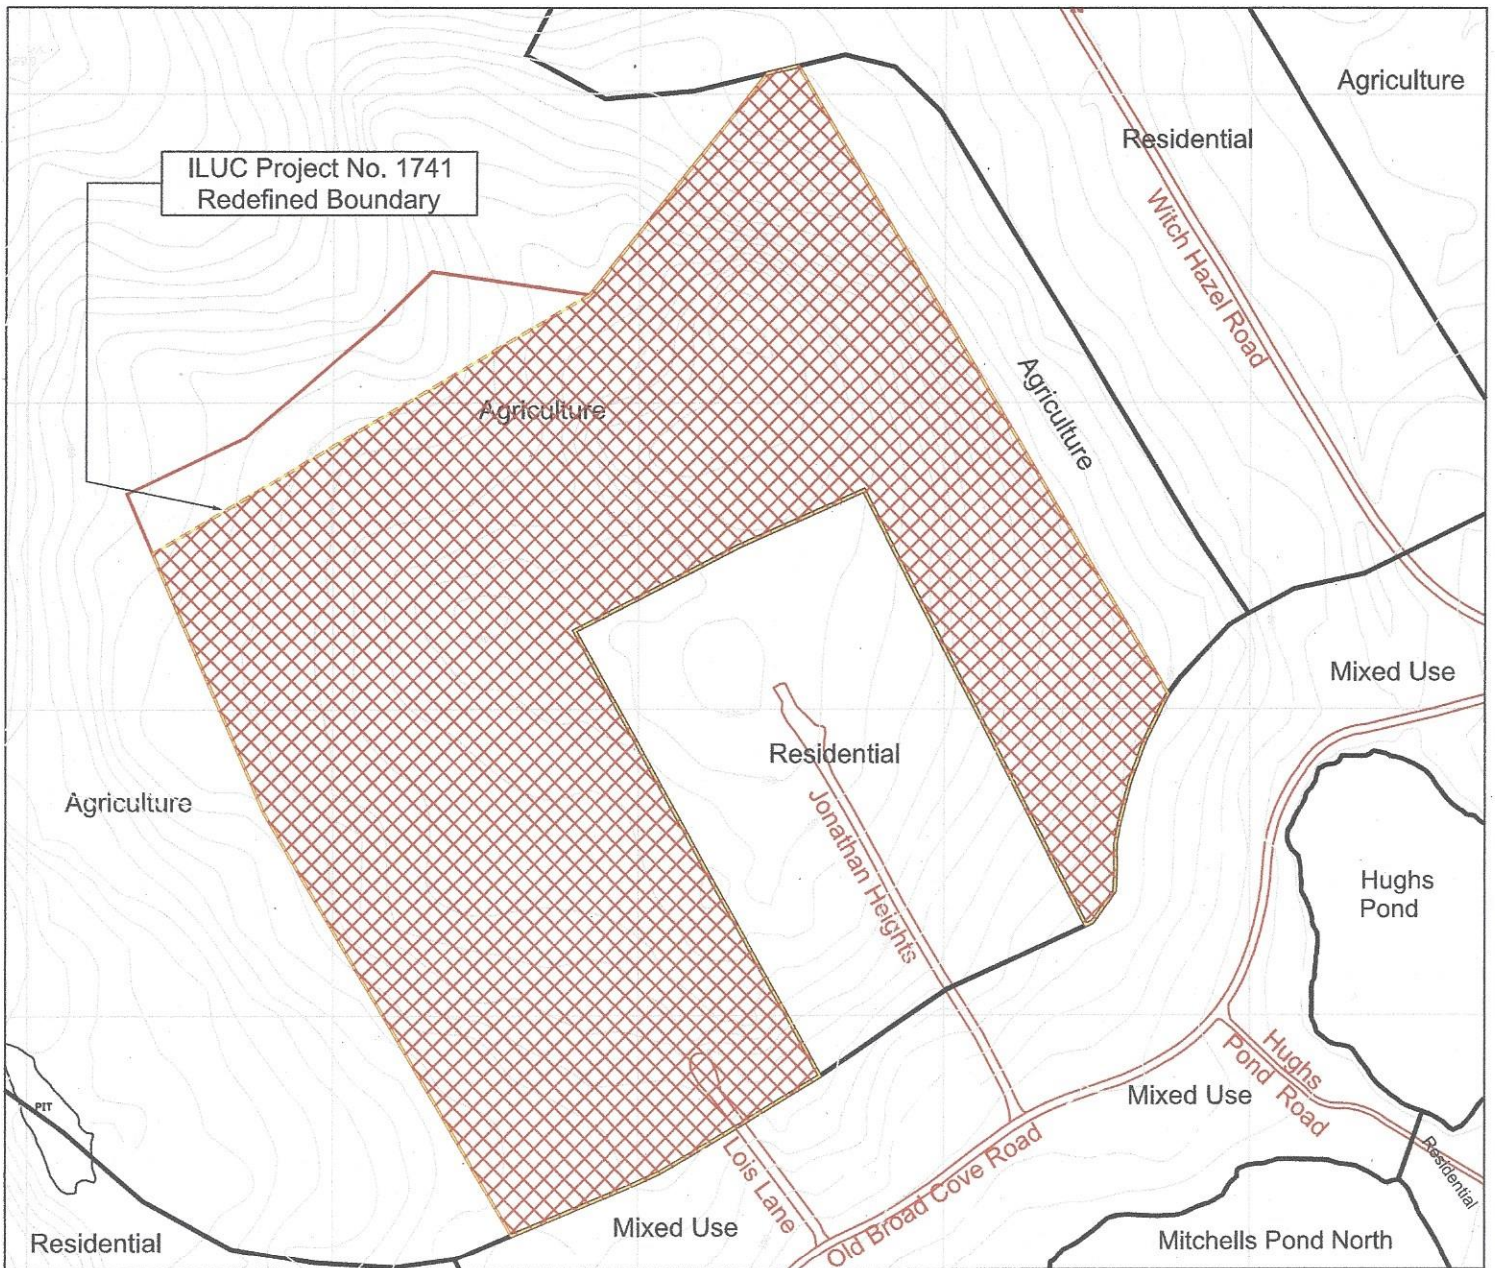 Agriculture
Residential
ILUC Project No. 1741
Redefined Boundary
Witch Hazel Road
Agriculture
Agriculture
Mixed Use
Residential
Agriculture
Jonathan Heights
Hughs
Pond
Hughs
Pond Road
Mixed Use
PIT
Lois Lane
Old Broad Cove Road
Residential
Mixed Use
Residential
Mitchells Pond North